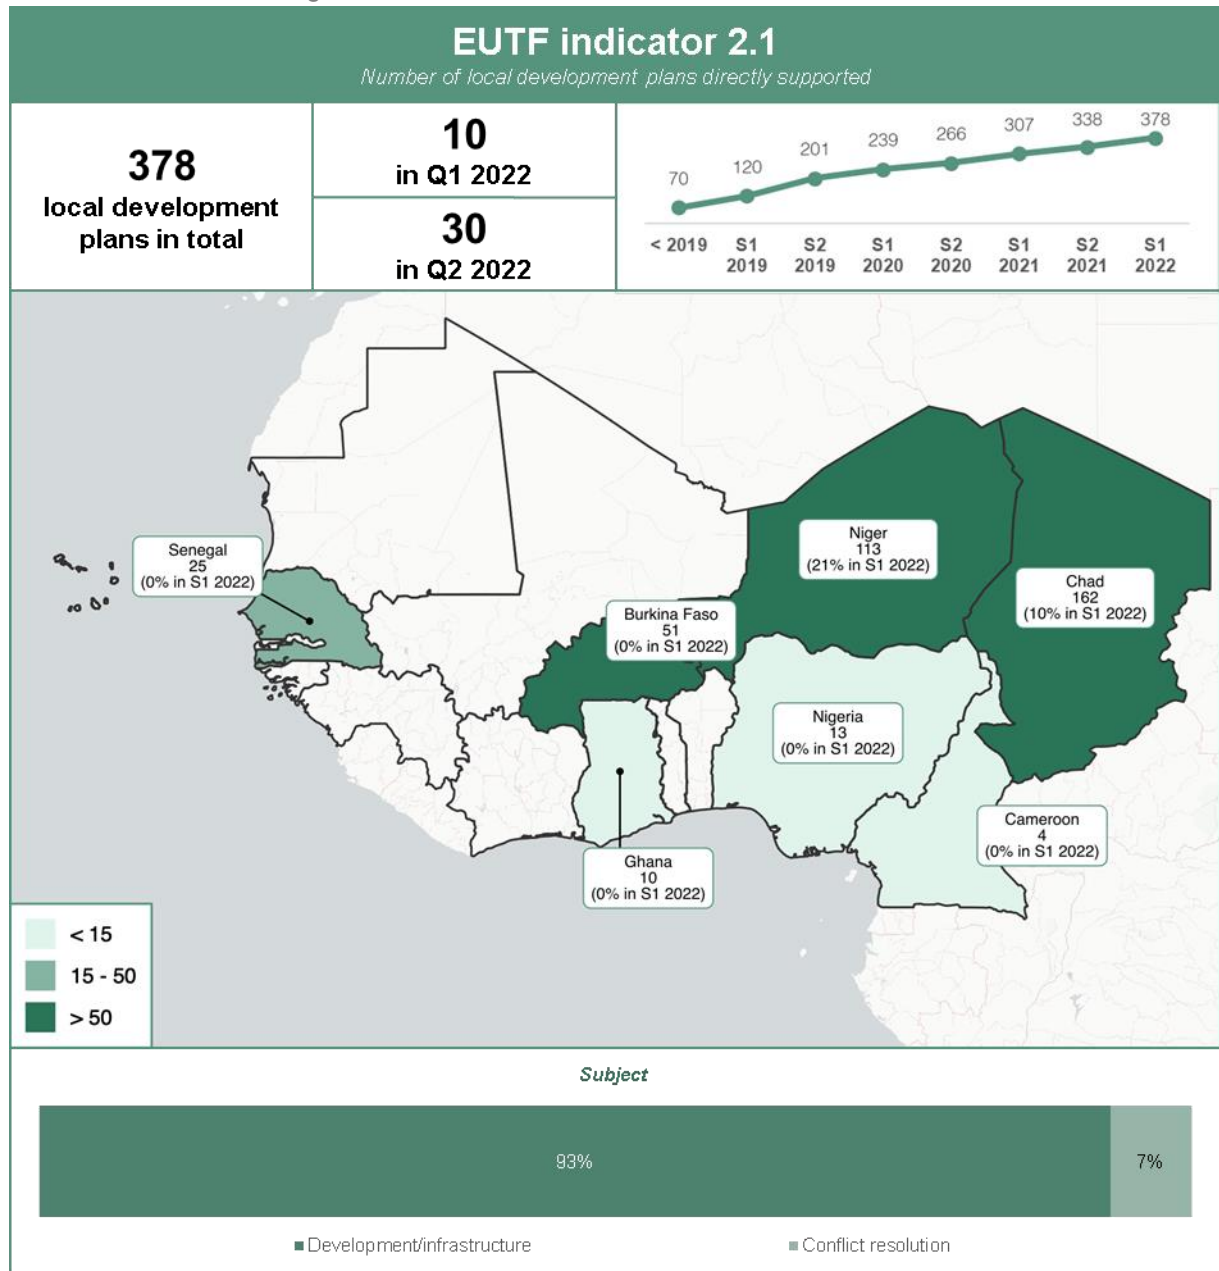 EUTF indicator 2.1
Number of local development plans directly supported
378
local development
plans in total
10
in Q1 2022
30
in Q2 2022
70
120
201
239
266
307
338
378
< 2019
S1
2019
S2
2019
S1
2020
S2
2020
S1
2021
S2
2021
S1
2022
Senegal
25
(0% in S1 2022)
Burkina Faso
51
(0% in S1 2022)
Niger
113
(21% in S1 2022)
Chad
162
(10% in S1 2022)
Nigeria
13
(0% in S1 2022)
Cameroon
4
(0% in S1 2022)
Ghana
10
(0% in S1 2022)
< 15
15 - 50
> 50
Subject
93%
7%
Development/infrastructure
Conflict resolution